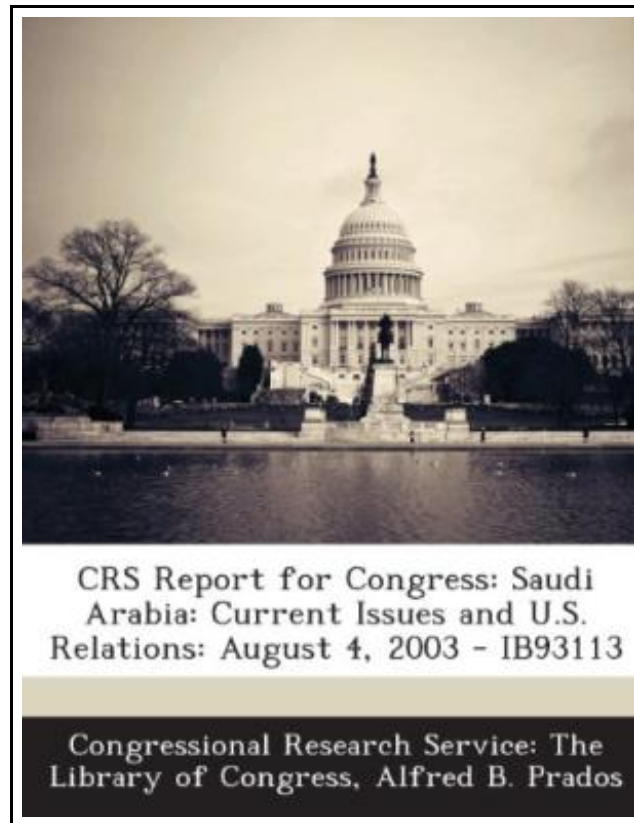 CRS Report for Congress: Saudi
Arabia: Current Issues and U.S.
Relations: August 4, 2003 - IB93113
Congressional Research Service: The
Library of Congress, Alfred B. Prados